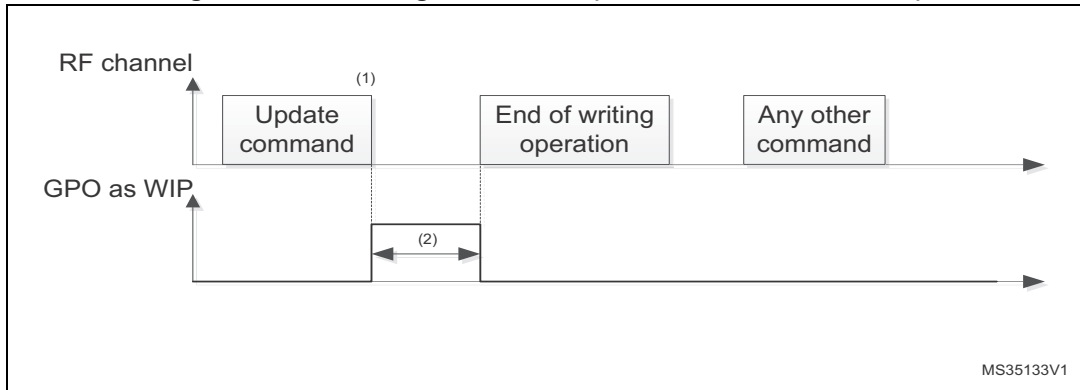 RF channel
(1)
Update
command
End of writing
operation
Any other
command
GPO as WIP
(2)
MS35133V1